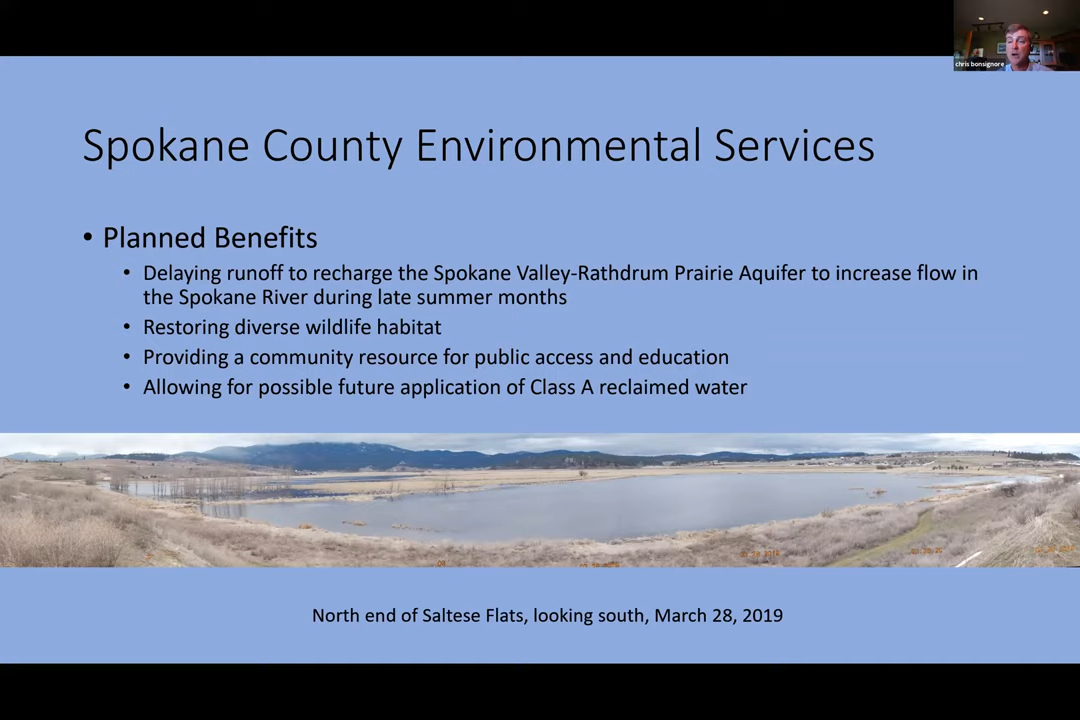 chris bonsignore
Spokane County Environmental Services
• Planned Benefits
• Delaying runoff to recharge the Spokane Valley-Rathdrum Prairie Aquifer to increase flow in
the Spokane River during late summer months
• Restoring diverse wildlife habitat
• Providing a community resource for public access and education
• Allowing for possible future application of Class A reclaimed water
North end of Saltese Flats, looking south, March 28, 2019